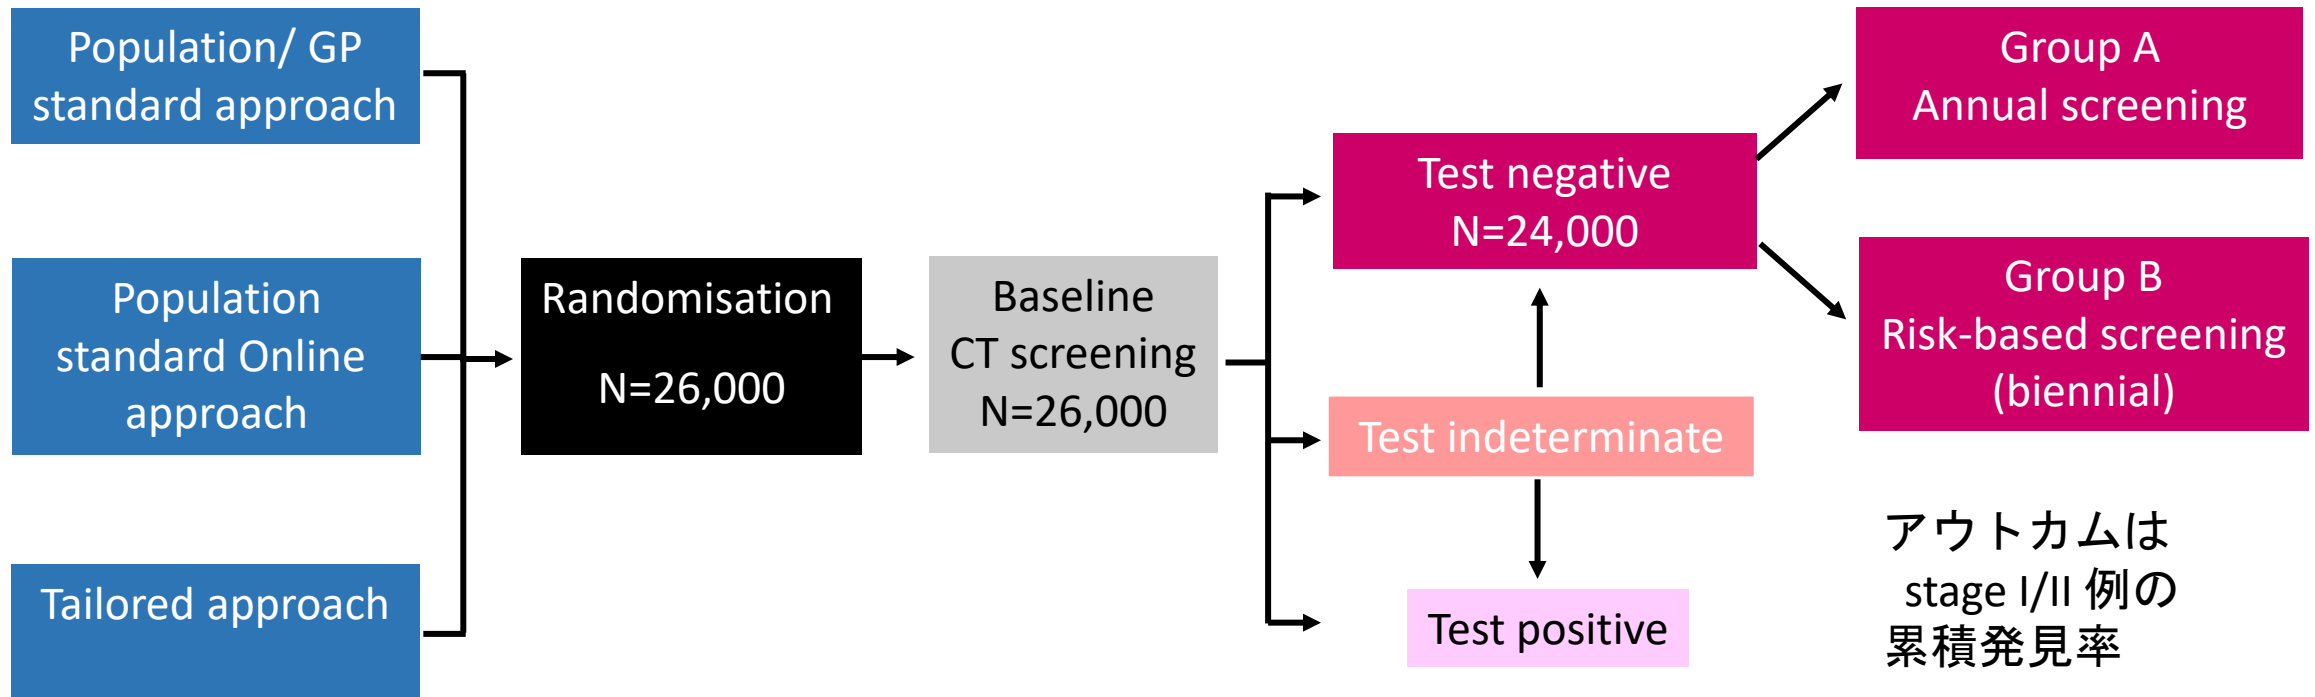 Population/ GP
standard approach
Population
standard Online
approach
Tailored approach
Randomisation
N=26,000
Baseline
CT screening
N=26,000
Test negative
N=24,000
Test indeterminate
Test positive
Group A
Annual screening
Group B
Risk-based screening
(biennial)
アウトカムは
stage I/II 例の
累積発見率